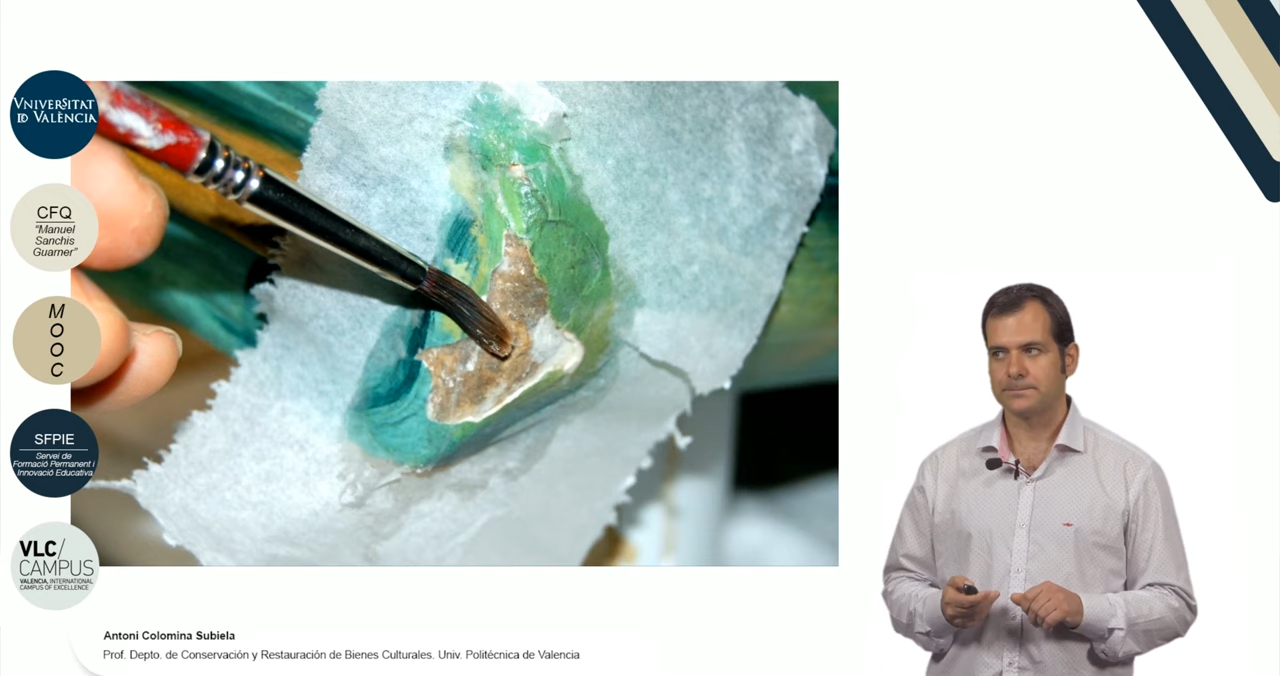 VNIVERSITAT
DE VALÈNCIA
CFQ
"Manuel
Sanchis
Guarner"
M
O
O
C
SFPIE
Servei de
Formació Permanent i
Innovació Educativa
VLC/
CAMPUS
VALENCIA, INTERNATIONAL
CAMPUS OF EXCELLENCE
Antoni Colomina Subiela
Prof. Depto. de Conservación y Restauración de Bienes Culturales. Univ. Politécnica de Valencia